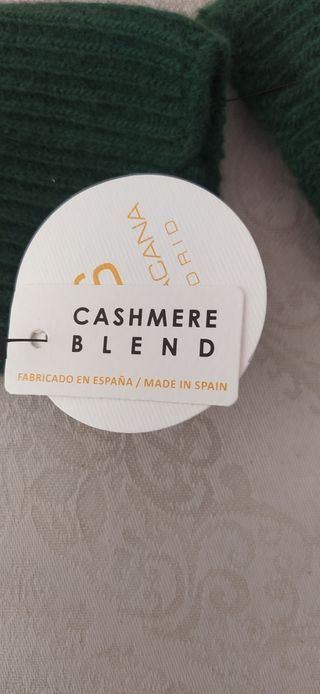 CASHMERE
BLEND
FABRICADO EN ESPAÑA / MADE IN SPAIN